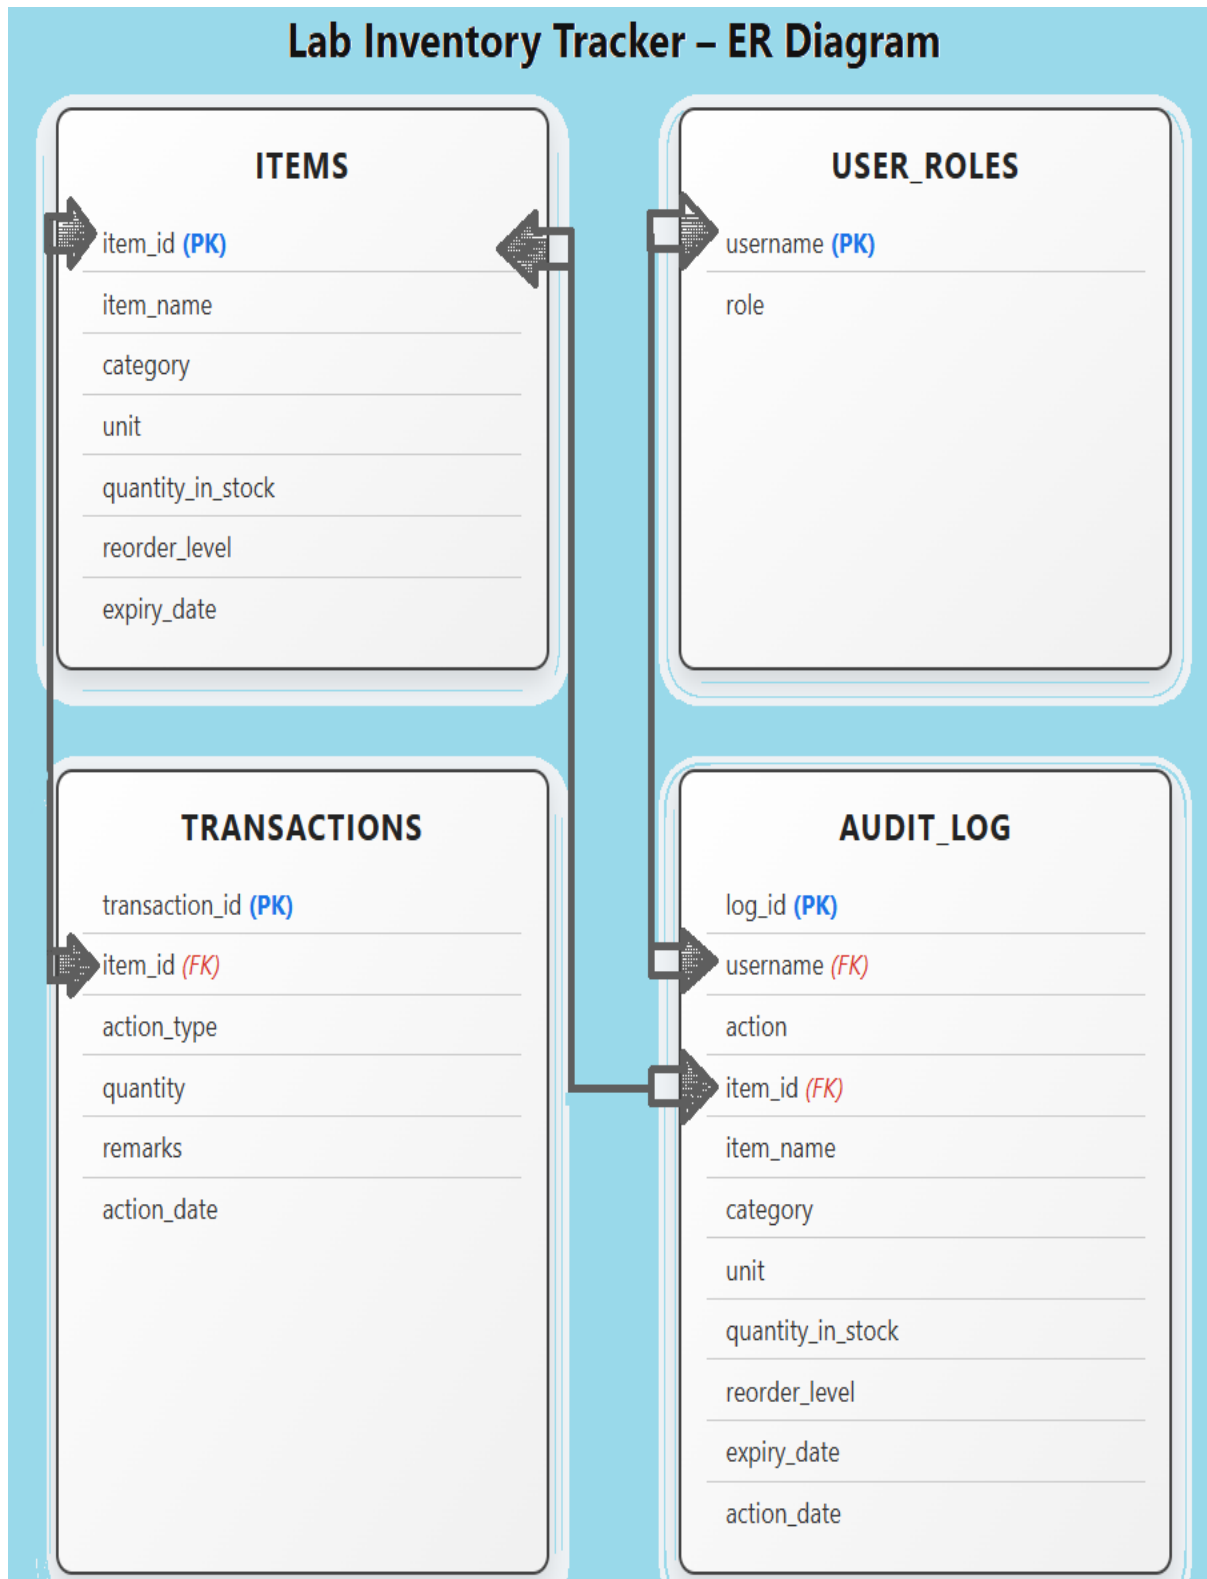 Lab Inventory Tracker – ER Diagram
ITEMS
item_id (PK)
item_name
category
unit
quantity_in_stock
reorder_level
expiry_date
USER_ROLES
username (PK)
role
TRANSACTIONS
transaction_id (PK)
item_id (FK)
action_type
quantity
remarks
action_date
AUDIT_LOG
log_id (PK)
username (FK)
action
item_id (FK)
item_name
category
unit
quantity_in_stock
reorder_level
expiry_date
action_date